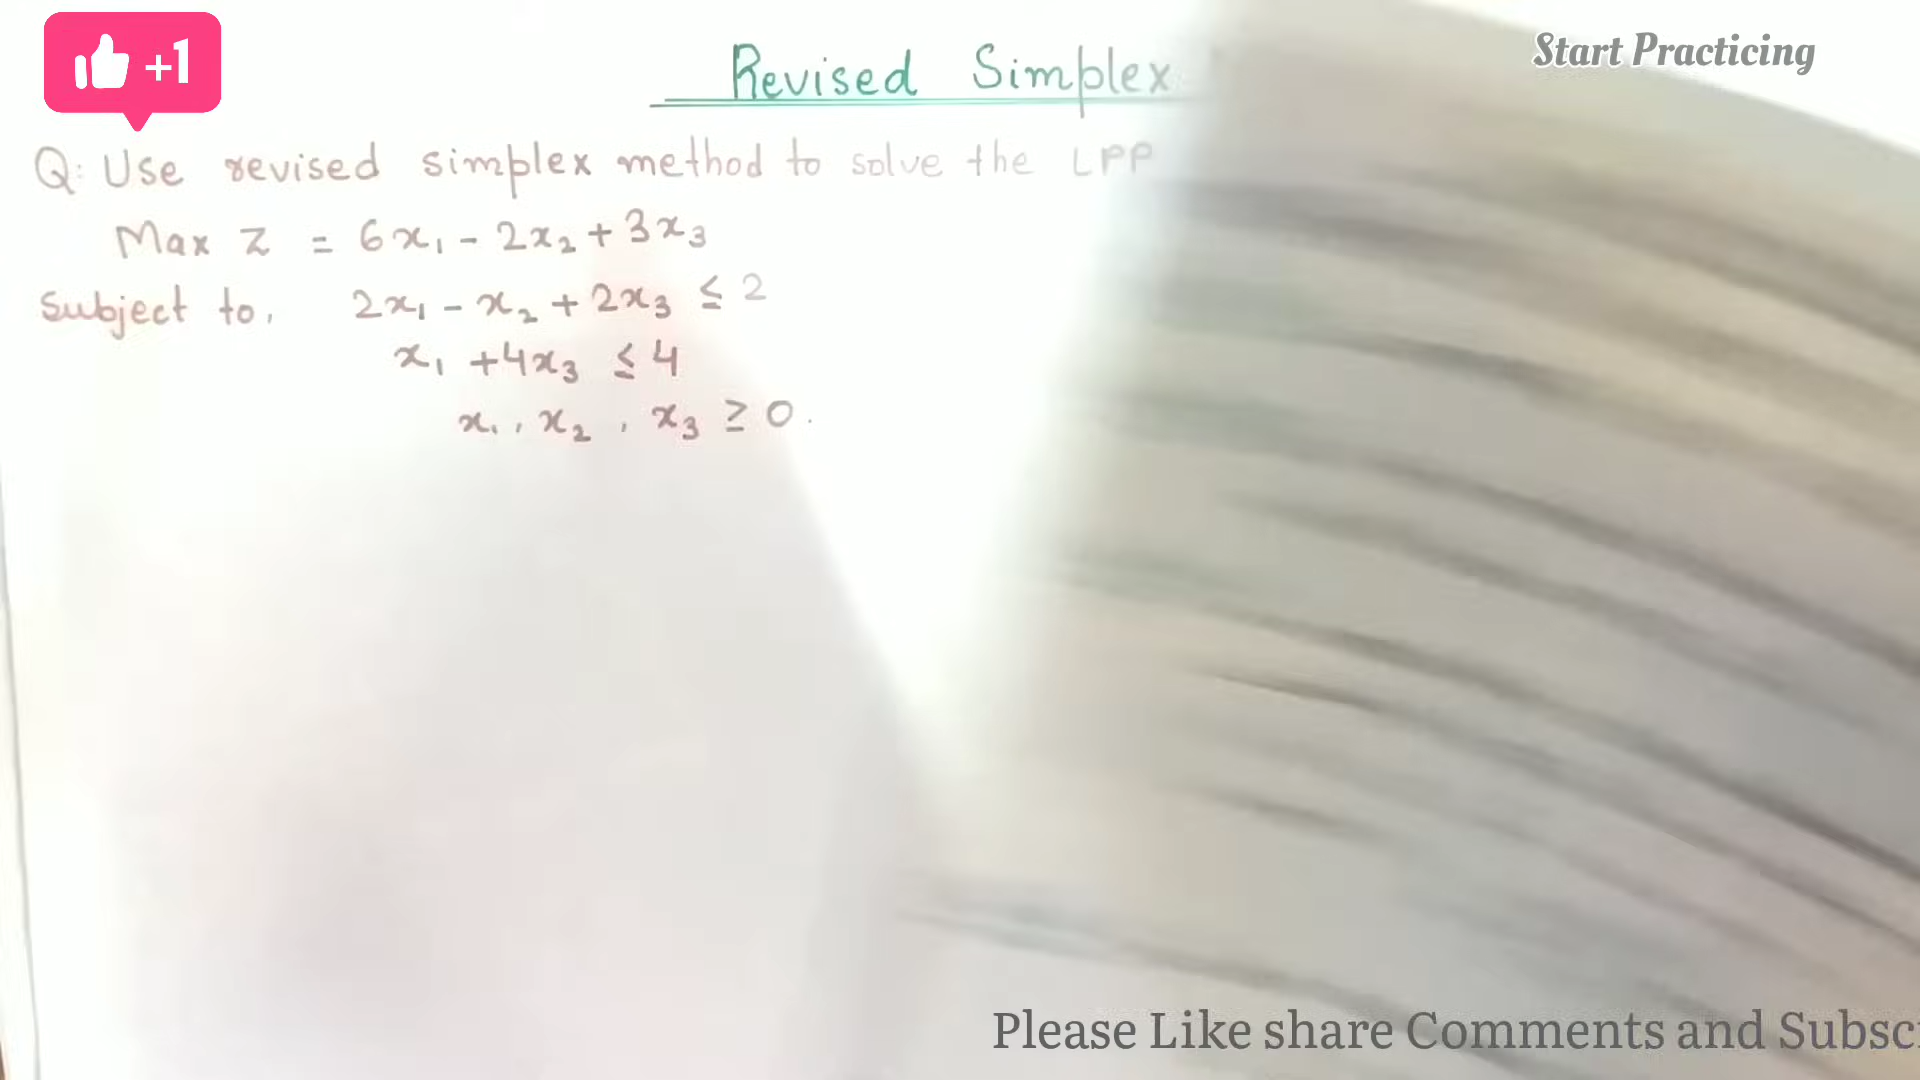 +1
Start Practicing
Revised Simplex
Q: Use revised simplex method to solve the LPP
Max Z = 6x₁ - 2x₂ + 3x₃
Subject to, 2x₁ - x₂ + 2x₃ ≤ 2
x₁ + 4x₃ ≤ 4
x₁, x₂, x₃ ≥ 0.
Please Like share Comments and Subsc